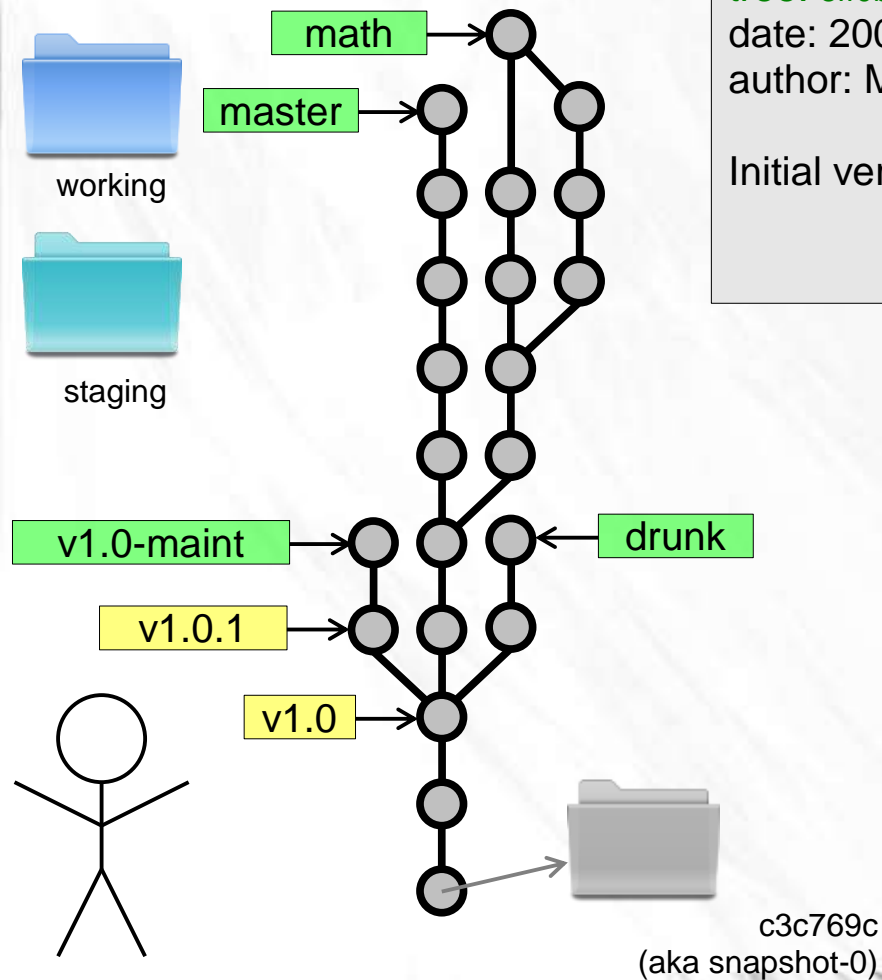 date: 200
author: M
Initial ver
math
master
working
staging
v1.0-maint
drunk
v1.0.1
v1.0
c3c769c
(aka snapshot-0)